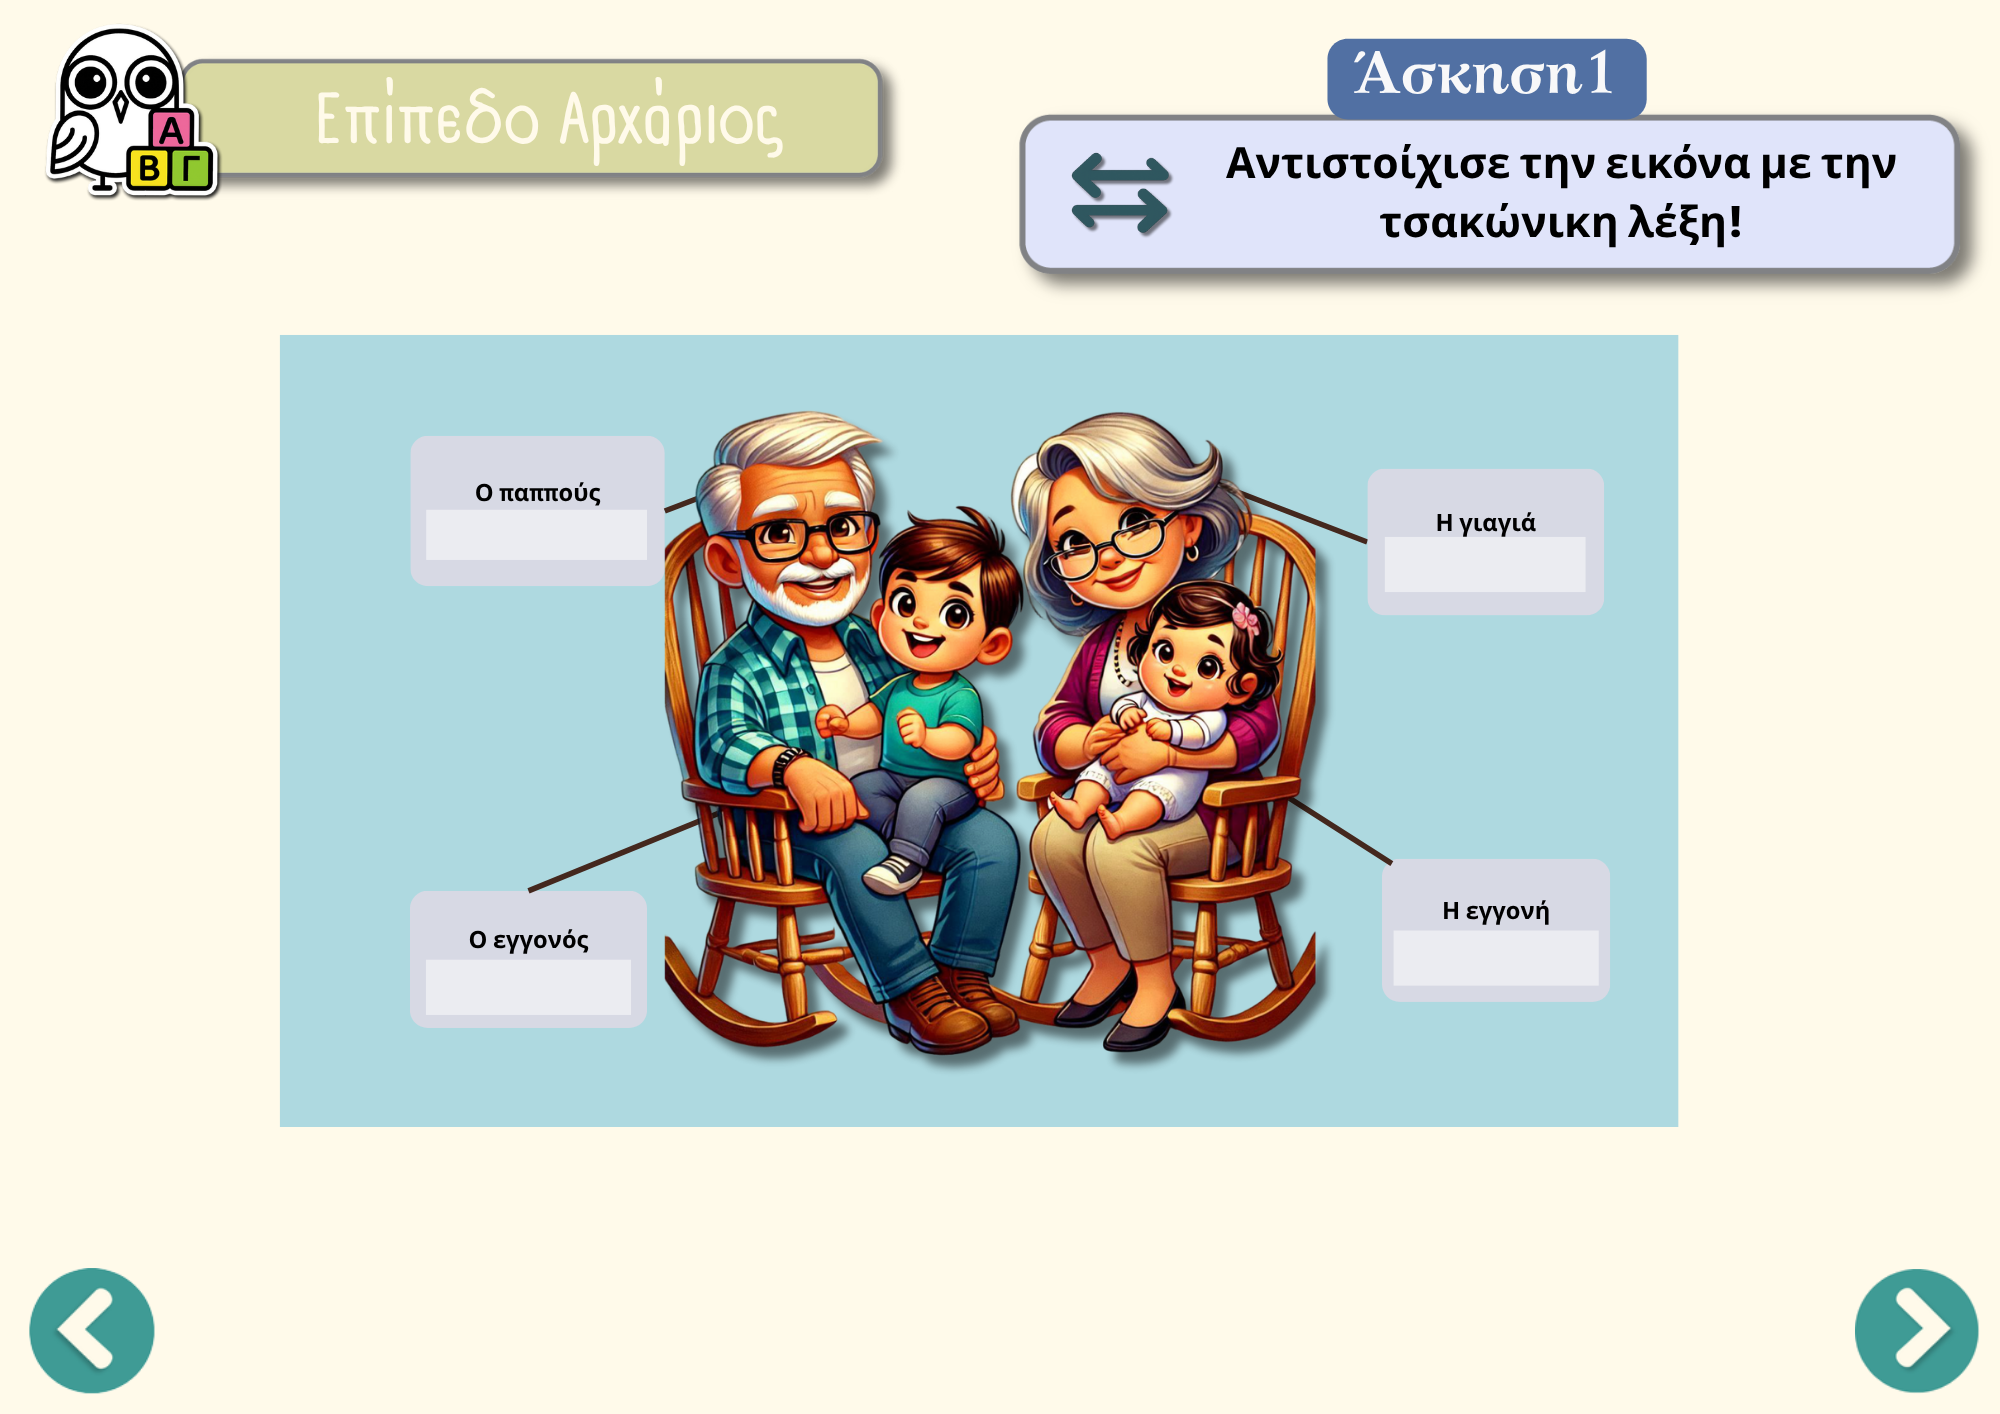 Επίπεδο Αρχάριος
Α
Β Γ
Άσκηση 1
Αντιστοίχισε την εικόνα με την
τσακώνικη λέξη!
Ο παππούς
Η γιαγιά
Ο εγγονός
Η εγγονή